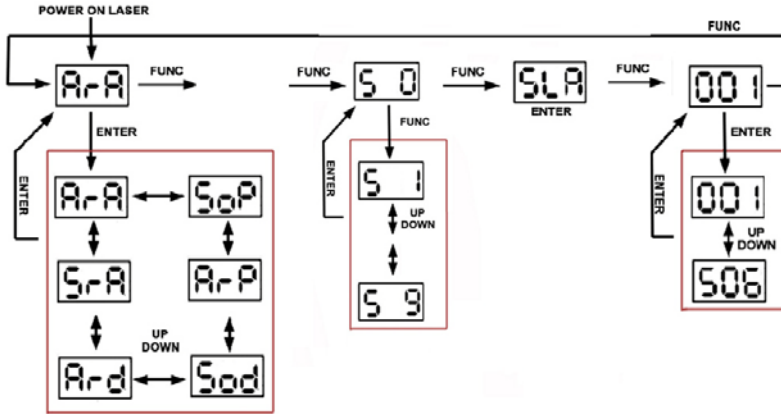 POWER ON LASER
FUNC
ArA
FUNC
FUNC
S 0
FUNC
SLA
ENTER
FUNC
001
ENTER
FUNC
ENTER
ENTER
ArA
SoP
SrA
ArP
Ard
UP
DOWN
Sod
ENTER
S 1
UP
DOWN
S 9
ENTER
001
UP
DOWN
S06